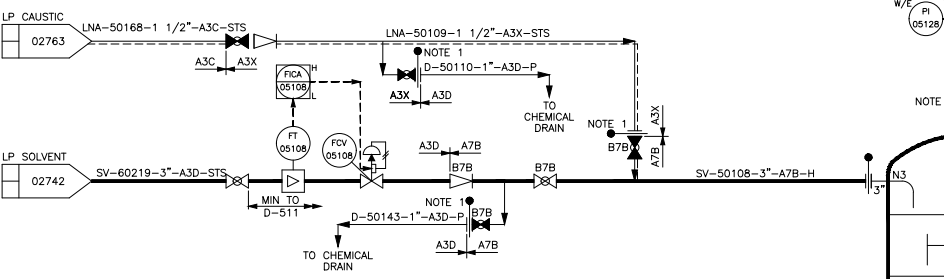 W/E
PI
05128
LP CAUSTIC
02763
LNA-50168-1 1/2"-A3C-STS
LNA-50109-1 1/2"-A3X-STS
A3C A3X
NOTE 1
D-50110-1"-A3D-P
A3X A3D
TO
CHEMICAL
DRAIN
FICA
05108
H
L
NOTE
NOTE 1
A3X
B7B
A7B
FT
05108
FCV
05108
A3D A7B
B7B
B7B
LP SOLVENT
02742
SV-60219-3"-A3D-STS
SV-50108-3"-A7B-H
N3
3"
MIN TO
D-511
NOTE 1
D-50143-1"-A3D-P
B7B
A3D A7B
TO CHEMICAL
DRAIN